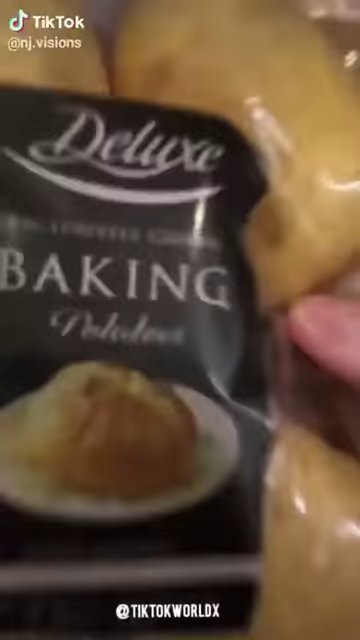 TikTok
@nj.visions
Deluxe
BAKING
Potatoes
@TIKTOKWORLDX